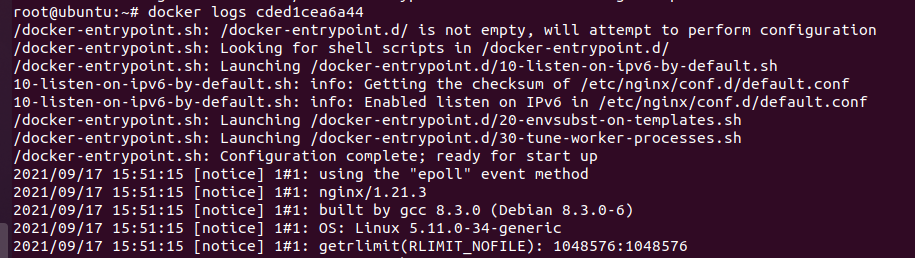 root@ubuntu:~# docker logs cded1cea6a44
/docker-entrypoint.sh: /docker-entrypoint.d/ is not empty, will attempt to perform configuration
/docker-entrypoint.sh: Looking for shell scripts in /docker-entrypoint.d/
/docker-entrypoint.sh: Launching /docker-entrypoint.d/10-listen-on-ipv6-by-default.sh
10-listen-on-ipv6-by-default.sh: info: Getting the checksum of /etc/nginx/conf.d/default.conf
10-listen-on-ipv6-by-default.sh: info: Enabled listen on IPv6 in /etc/nginx/conf.d/default.conf
/docker-entrypoint.sh: Launching /docker-entrypoint.d/20-envsubst-on-templates.sh
/docker-entrypoint.sh: Launching /docker-entrypoint.d/30-tune-worker-processes.sh
/docker-entrypoint.sh: Configuration complete; ready for start up
2021/09/17 15:51:15 [notice] 1#1: using the "epoll" event method
2021/09/17 15:51:15 [notice] 1#1: nginx/1.21.3
2021/09/17 15:51:15 [notice] 1#1: built by gcc 8.3.0 (Debian 8.3.0-6)
2021/09/17 15:51:15 [notice] 1#1: OS: Linux 5.11.0-34-generic
2021/09/17 15:51:15 [notice] 1#1: getrlimit(RLIMIT_NOFILE): 1048576:1048576